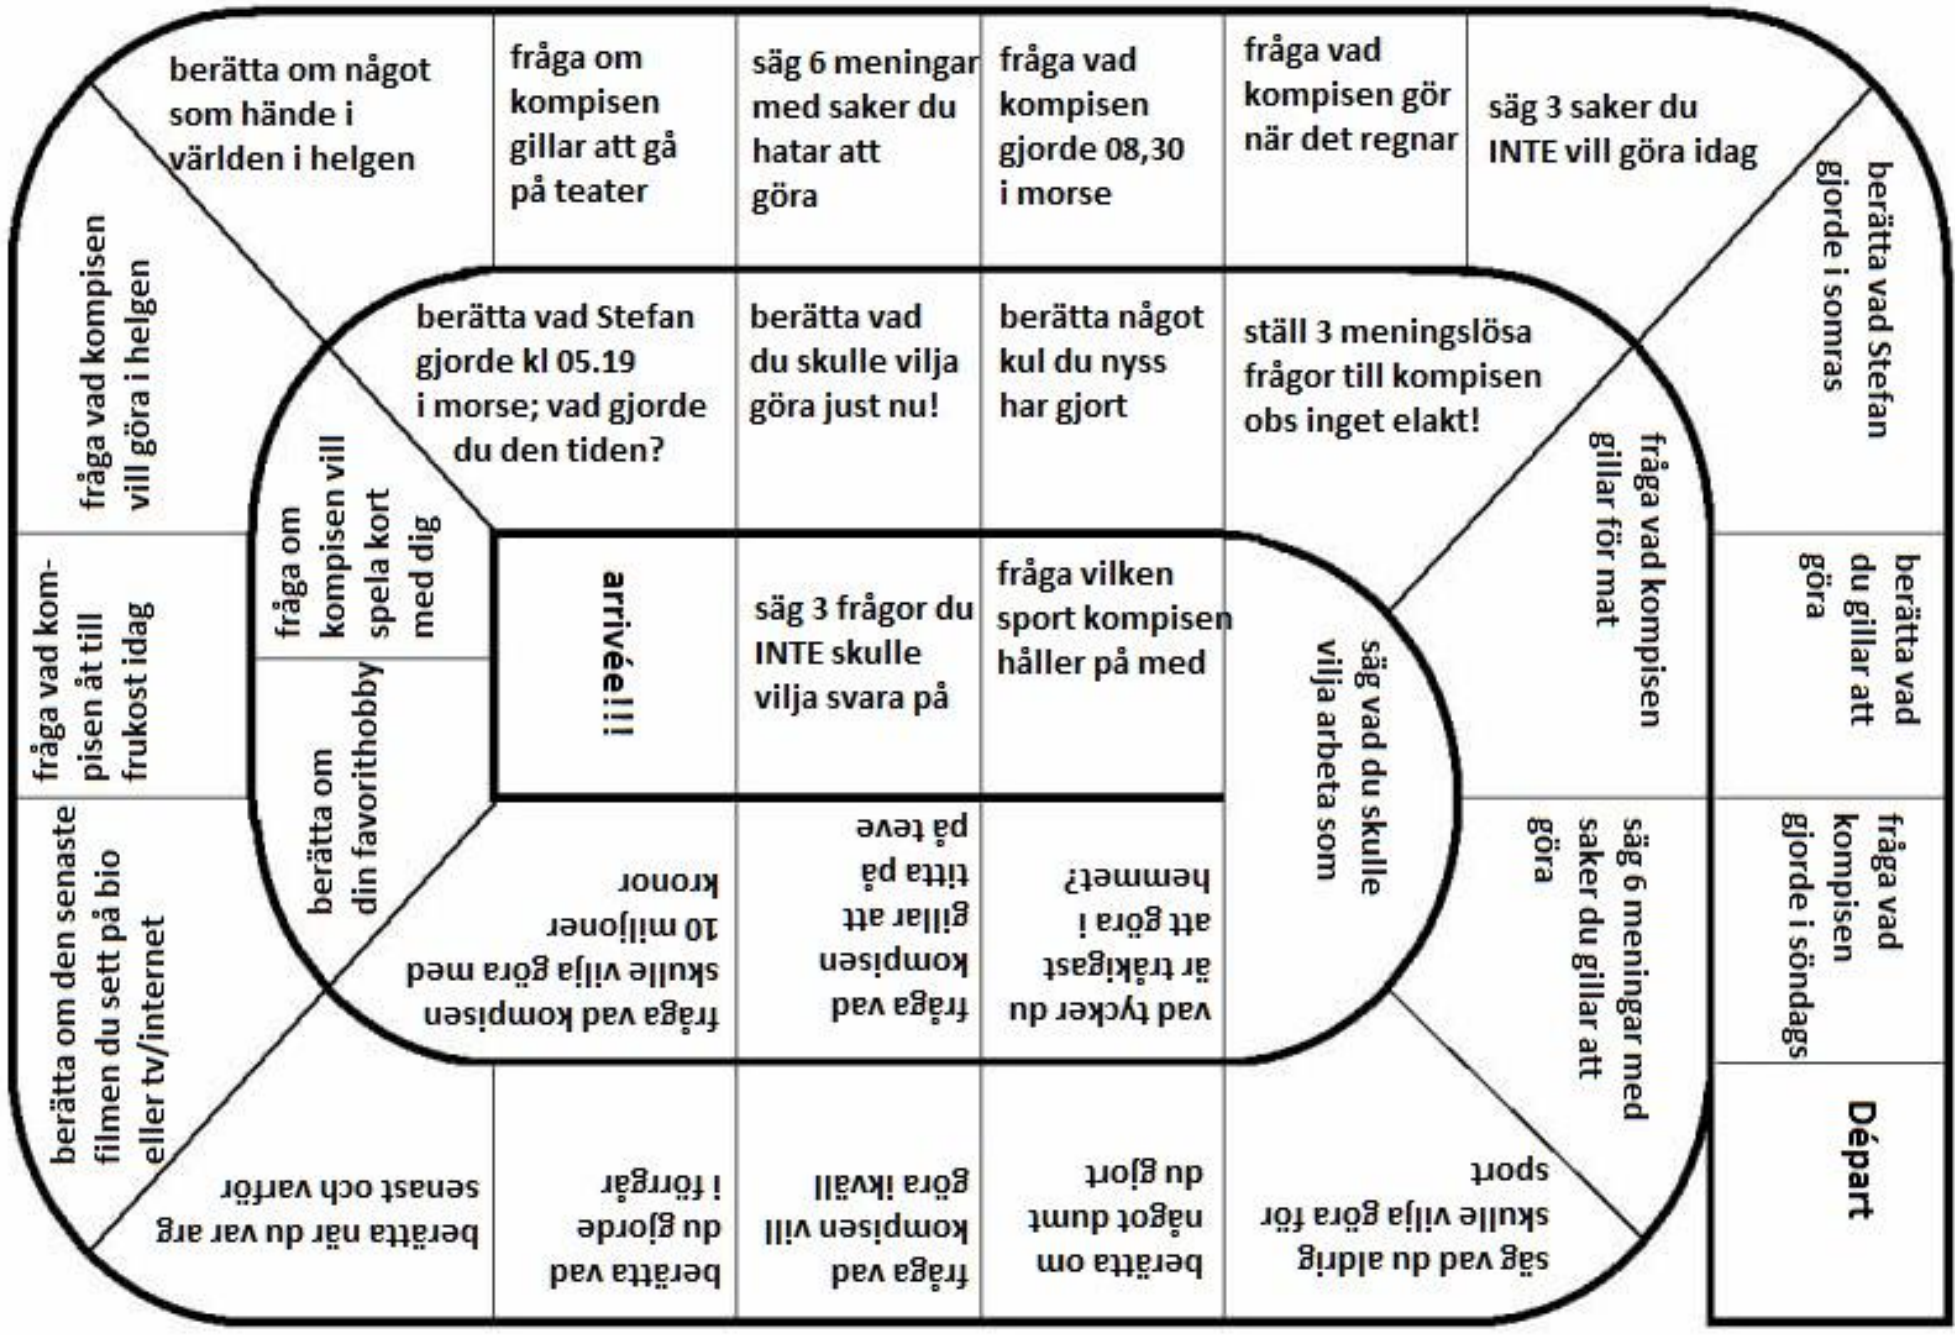 Départ
fråga vad
kompisen
gjorde i söndags
berätta vad
du gillar att
göra
berätta vad Stefan
gjorde i somras
säg 3 saker du
INTE vill göra idag
fråga vad
kompisen gör
när det regnar
fråga vad
kompisen
gjorde 08,30
i morse
säg 6 meningar
med saker du
hatar att
göra
fråga om
kompisen
gillar att gå
på teater
berätta om något
som hände i
världen i helgen
fråga vad kompisen
vill göra i helgen
fråga vad kom-
pisen åt till
frukost idag
berätta om den senaste
filmen du sett på bio
eller tv/internet
berätta när du var arg
senast och varför
berätta vad
du gjorde
i förrgår
fråga vad
kompisen vill
göra ikväll
berätta om
något dumt
du gjort
säg vad du aldrig
skulle vilja göra för
sport
säg 6 meningar med
saker du gillar att
göra
fråga vad kompisen
gillar för mat
ställ 3 meningslösa
frågor till kompisen
obs inget elakt!
berätta något
kul du nyss
har gjort
berätta vad
du skulle vilja
göra just nu!
berätta vad Stefan
gjorde kl 05.19
i morse; vad gjorde
du den tiden?
fråga om
kompisen vill
spela kort
med dig
berätta om
din favorithobby
fråga vad kompisen
skulle vilja göra med
10 miljoner
kronor
fråga vad
kompisen
gillar att
titta på
på teve
vad tycker du
är tråkigast
att göra i
hemmet?
säg vad du skulle
vilja arbeta som
fråga vilken
sport kompisen
håller på med
säg 3 frågor du
INTE skulle
vilja svara på
arrivée!!!